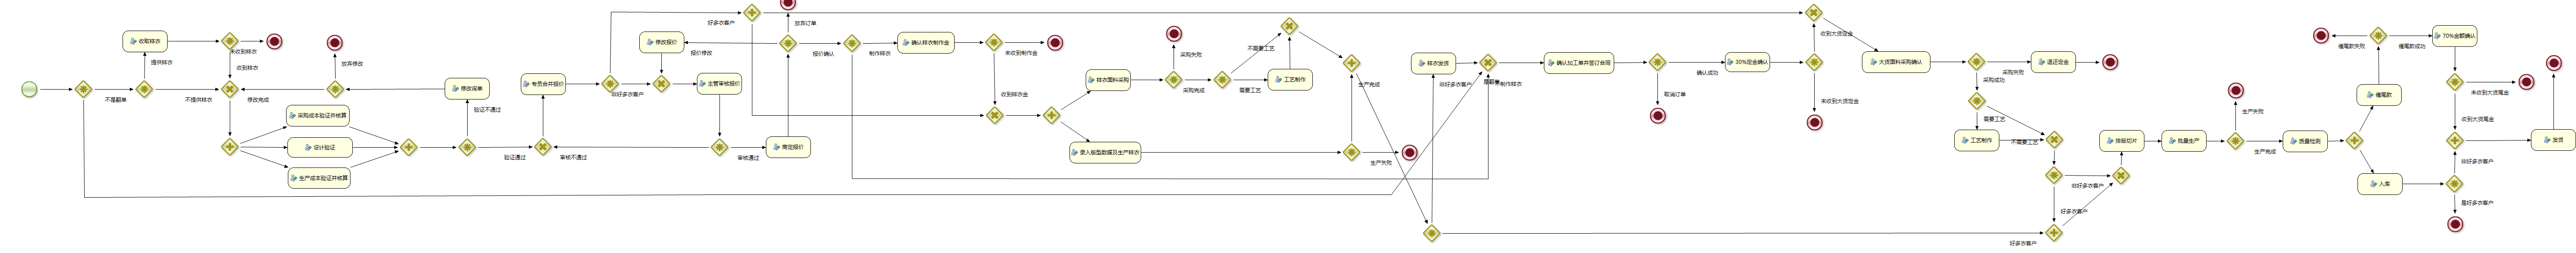 收取样衣
提供样衣
未收到样衣
收到样衣
不是翻单
不提供样衣
修改完成
放弃修改
采购成本验证并核算
设计验证
生产成本验证并核算
修改询单
验证不通过
验证通过
审核不通过
专员会并报价
非好多衣客户
修改报价
报价修改
主管审核报价
审核通过
商定报价
好多衣客户
放弃订单
报价确认
制作样衣
确认样衣制作金
未收到制作金
收到样衣金
样衣面料采购
采购失败
采购完成
不需要工艺
需要工艺
工艺制作
生产完成
录入版型数据及生产样衣
生产失败
样衣发货
非好多衣客户
是翻单
不制作样衣
确认加工单并签订合同
确认成功
取消订单
30%定金确认
收到大货定金
未收到大货定金
大货面料采购确认
采购失败
采购成功
退还定金
需要工艺
工艺制作
不需要工艺
非好多衣客户
好多衣客户
好多衣客户
排版切片
批量生产
生产失败
生产完成
质量检测
催尾款
入库
催尾款失败
催尾款成功
70%金额确认
未收到大货尾金
收到大货尾金
非好多衣客户
是好多衣客户
发货